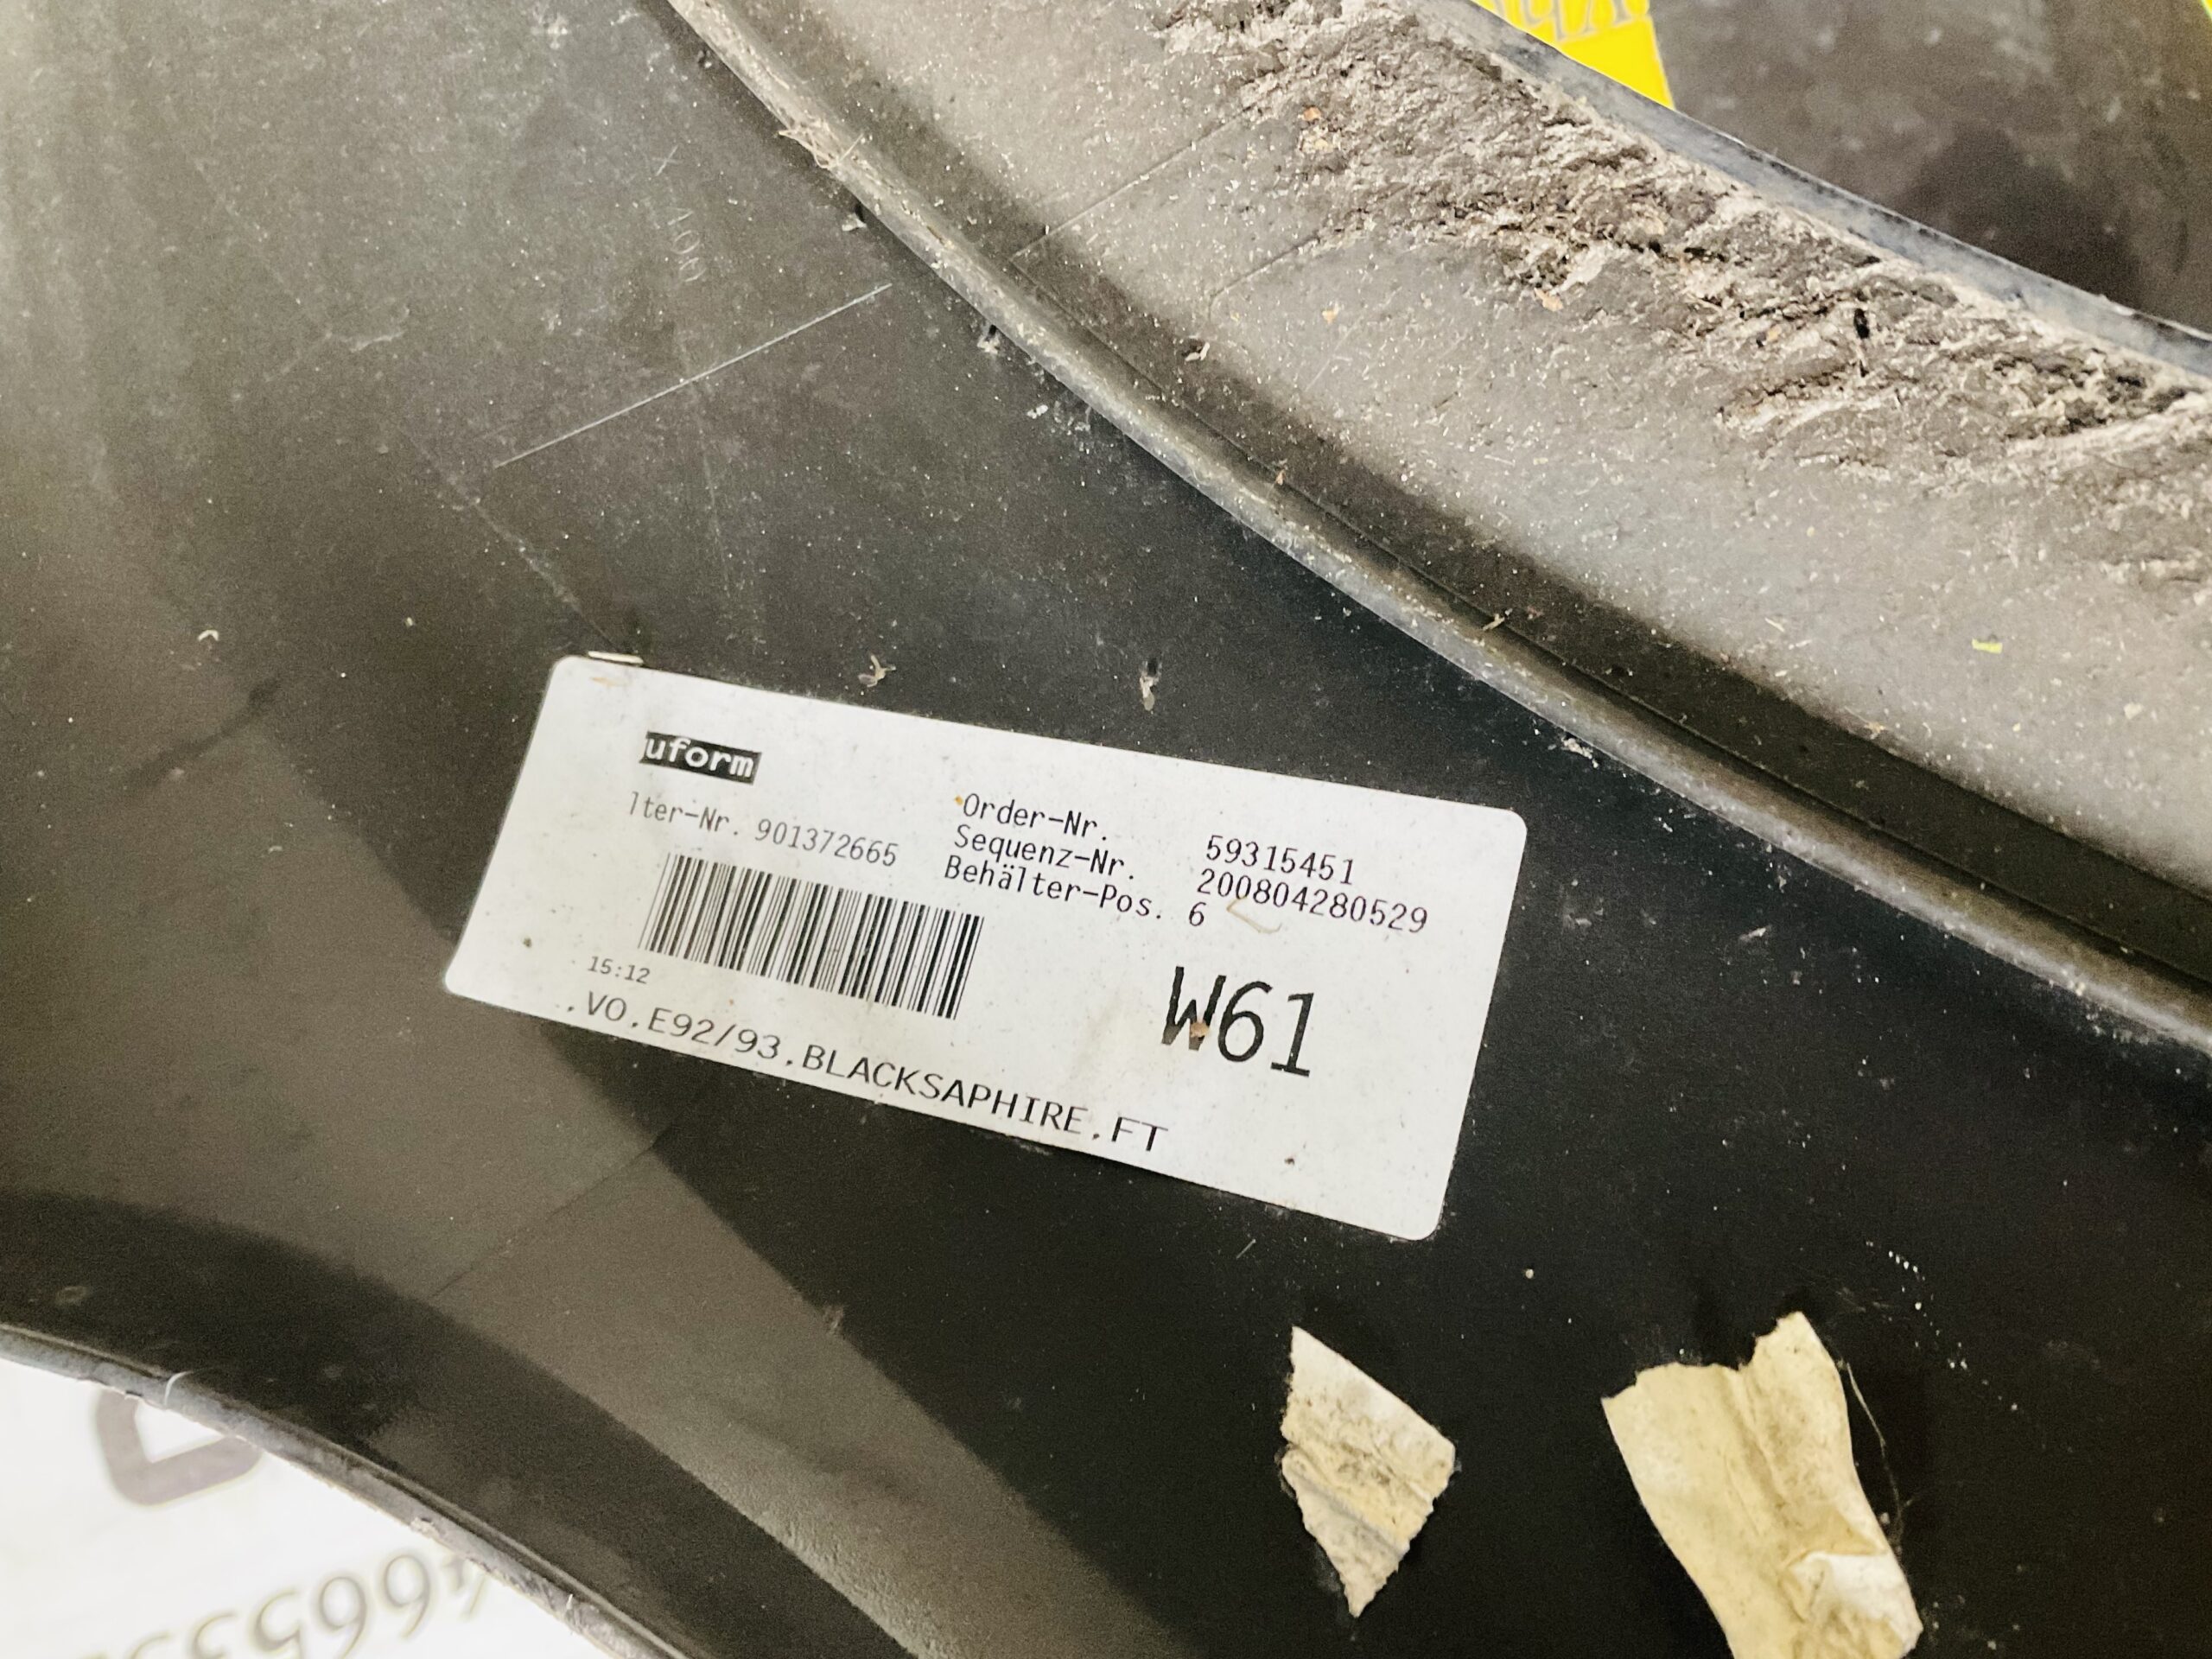 uform
lter-Nr. 901372665
Order-Nr. 59315451
Sequenz-Nr. 200804280529
Behälter-Pos. 6
15:12
W61
.VO.E92/93.BLACKSAPHIRE.FT